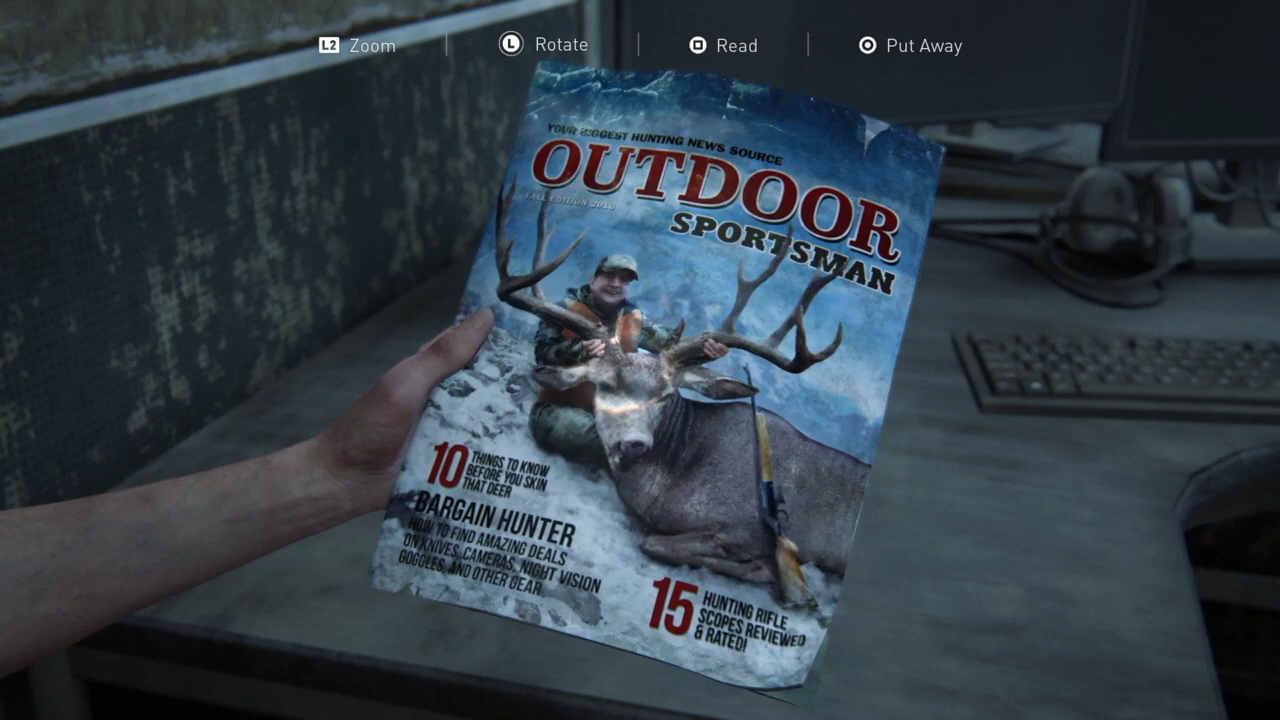 L2 Zoom
L Rotate
Read
Put Away
YOUR BIGGEST HUNTING NEWS SOURCE
OUTDOOR
FALL EDITION
SPORTSMAN
10 THINGS TO KNOW
BEFORE YOU SKIN
THAT DEER
BARGAIN HUNTER
HOW TO FIND AMAZING DEALS
ON KNIVES, CAMERAS, NIGHT VISION
GOGGLES, AND OTHER GEAR
15 HUNTING RIFLE
SCOPES REVIEWED
& RATED!